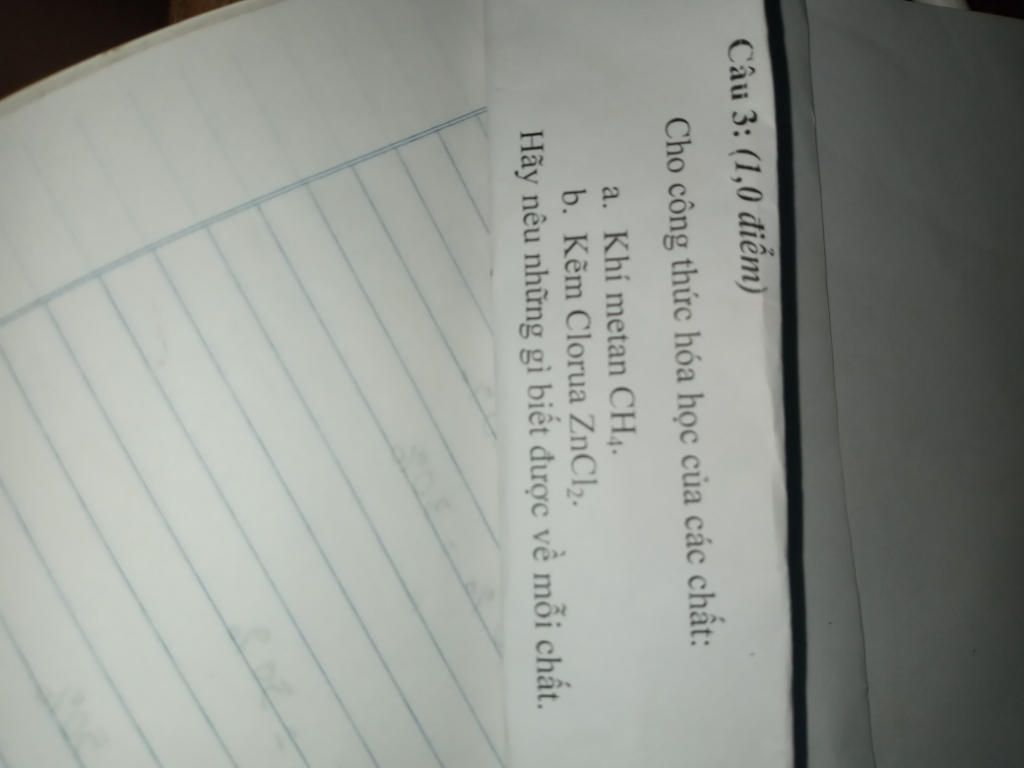 Câu 3: (1,0 điểm)
Cho công thức hóa học của các chất:
a. Khí metan CH₄.
b. Kẽm Clorua ZnCl₂.
Hãy nêu những gì biết được về mỗi chất.